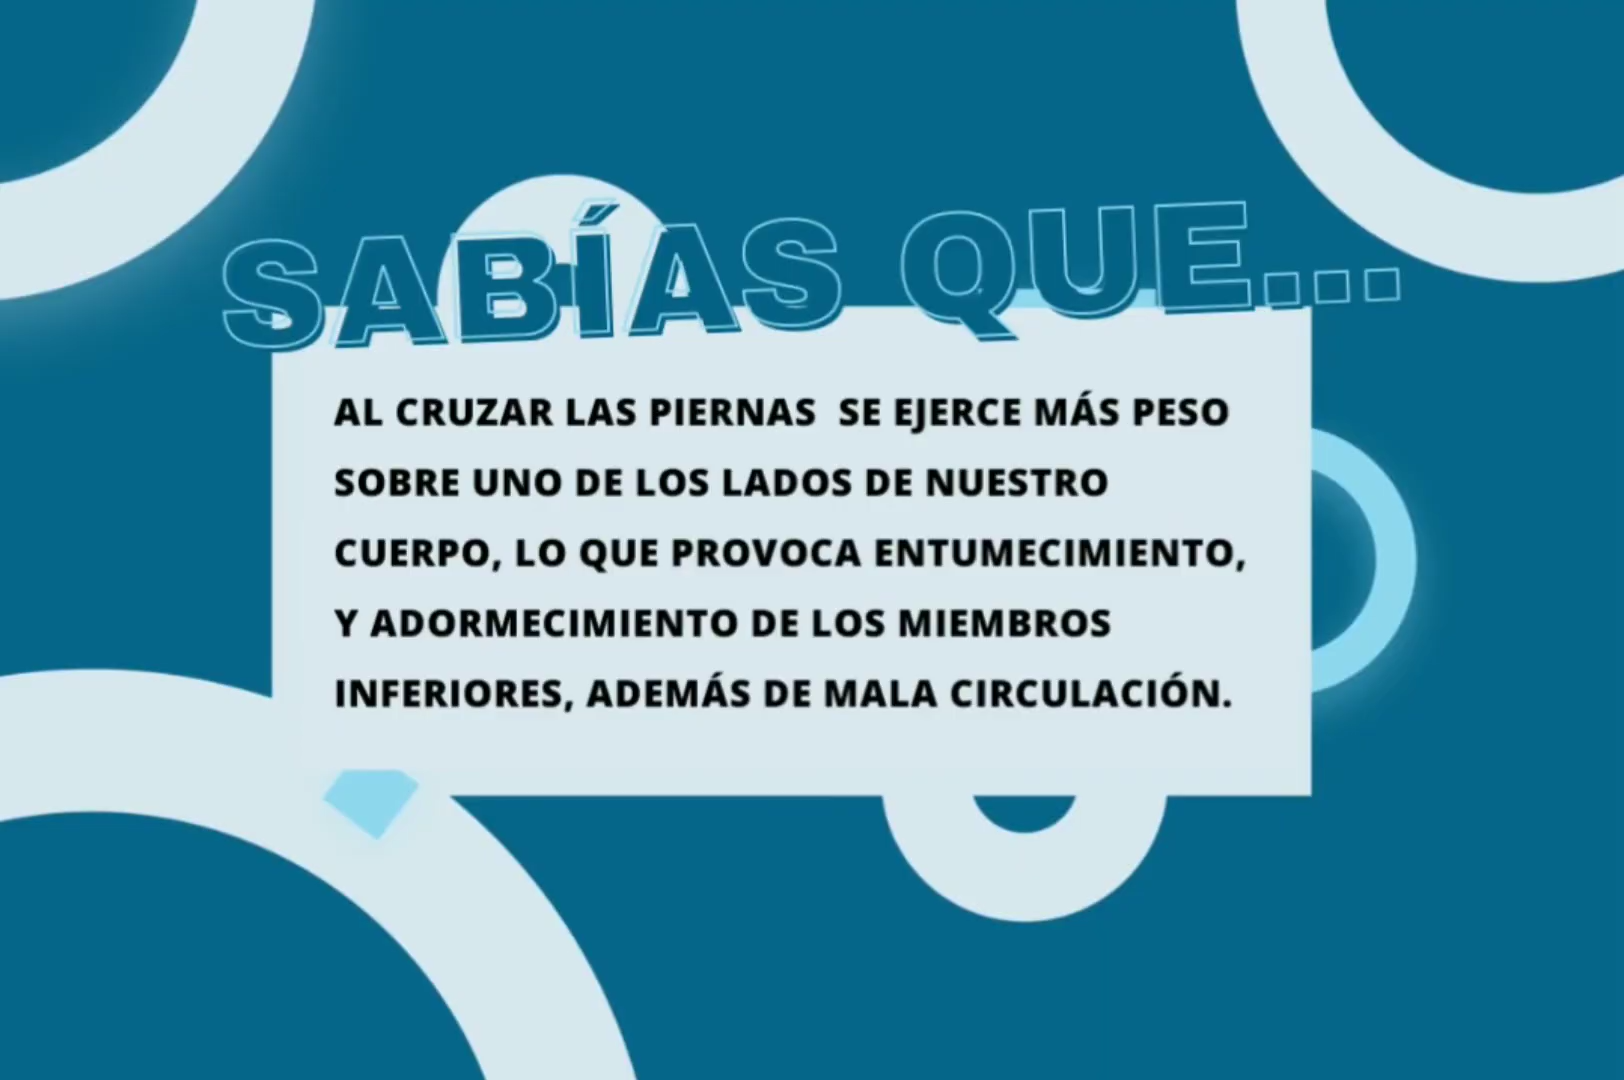 SABÍAS QUE...
AL CRUZAR LAS PIERNAS  SE EJERCE MÁS PESO
SOBRE UNO DE LOS LADOS DE NUESTRO
CUERPO, LO QUE PROVOCA ENTUMECIMIENTO,
Y ADORMECIMIENTO DE LOS MIEMBROS
INFERIORES, ADEMÁS DE MALA CIRCULACIÓN.